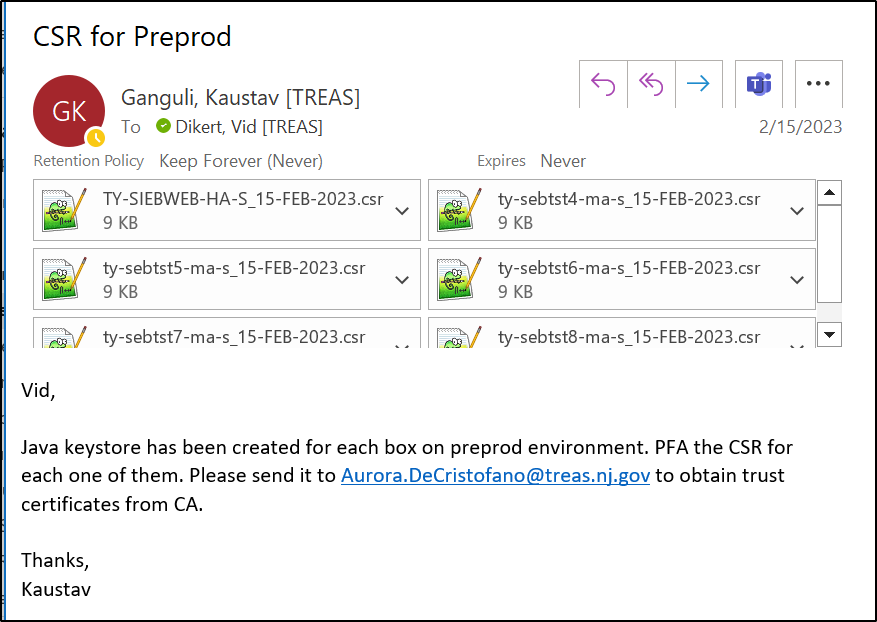 CSR for Preprod
GK
Ganguli, Kaustav [TREAS]
To Dikert, Vid [TREAS]
2/15/2023
Retention Policy Keep Forever (Never) Expires Never
TY-SIEBWEB-HA-S_15-FEB-2023.csr
9 KB
ty-sebtst4-ma-s_15-FEB-2023.csr
9 KB
ty-sebtst5-ma-s_15-FEB-2023.csr
9 KB
ty-sebtst6-ma-s_15-FEB-2023.csr
9 KB
ty-sebtst7-ma-s_15-FEB-2023.csr
ty-sebtst8-ma-s_15-FEB-2023.csr
Vid,
Java keystore has been created for each box on preprod environment. PFA the CSR for
each one of them. Please send it to Aurora.DeCristofano@treas.nj.gov to obtain trust
certificates from CA.
Thanks,
Kaustav